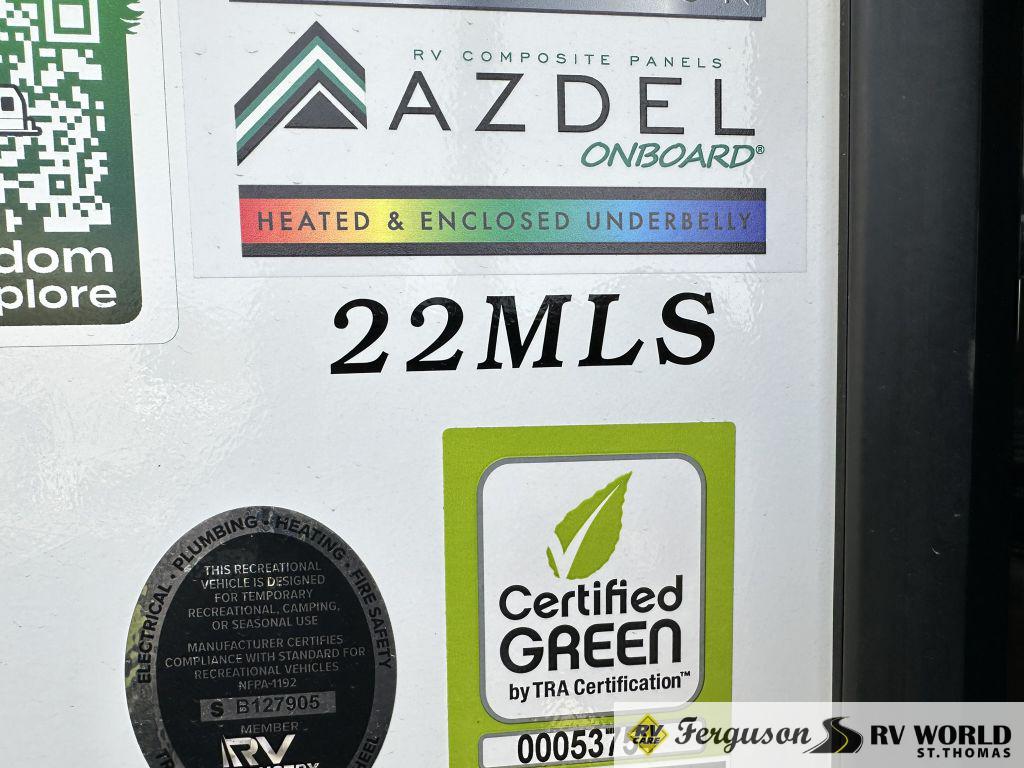 RV COMPOSITE PANELS
AZDEL
ONBOARD®
HEATED & ENCLOSED UNDERBELLY
dom
plore
22MLS
ELECTRICAL · PLUMBING · HEATING · FIRE SAFETY
THIS RECREATIONAL
VEHICLE IS DESIGNED
FOR TEMPORARY
RECREATIONAL, CAMPING,
OR SEASONAL USE
MANUFACTURER CERTIFIES
COMPLIANCE WITH STANDARD FOR
RECREATIONAL VEHICLES
NFPA-1192
S B127905
MEMBER
RV
Certified
GREEN
by TRA Certification™
000537
RV CARE
Ferguson RV WORLD
ST.THOMAS